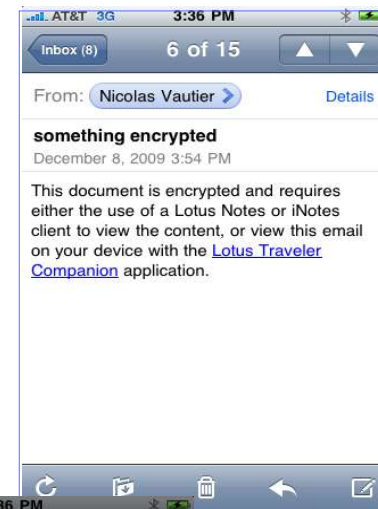 AT&T 3G 3:36 PM
Inbox (8) 6 of 15
From: Nicolas Vautier Details
something encrypted
December 8, 2009 3:54 PM
This document is encrypted and requires
either the use of a Lotus Notes or iNotes
client to view the content, or view this email
on your device with the Lotus Traveler
Companion application.
36 PM